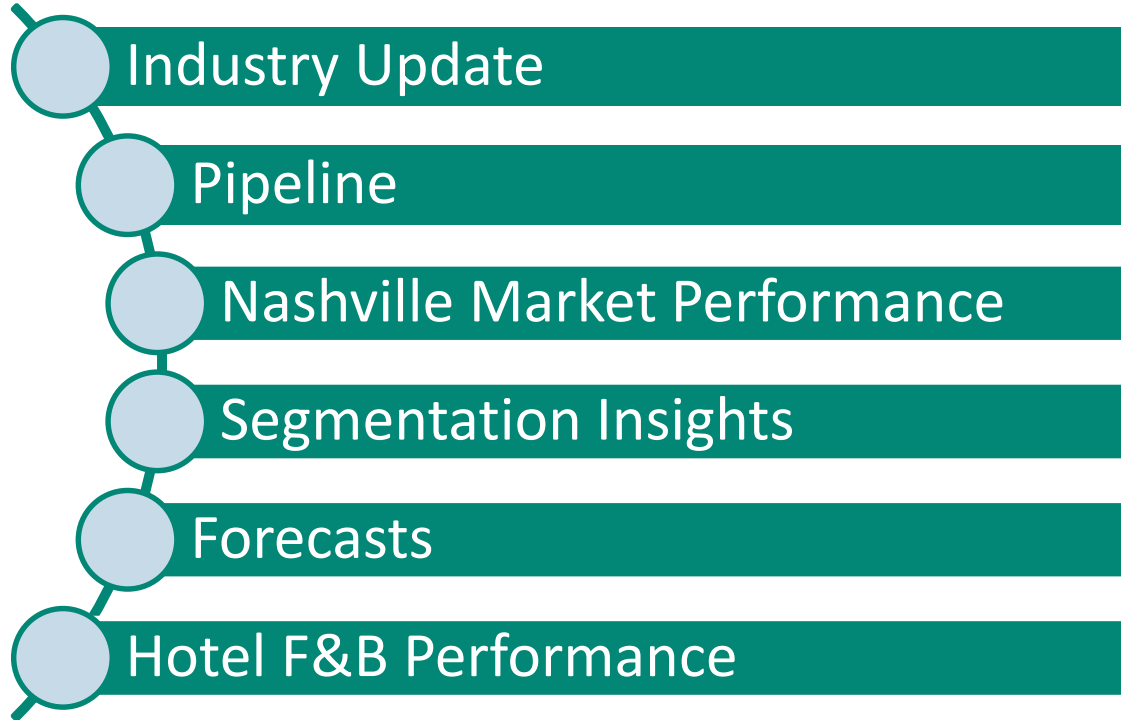 Industry Update
Pipeline
Nashville Market Performance
Segmentation Insights
Forecasts
Hotel F&B Performance